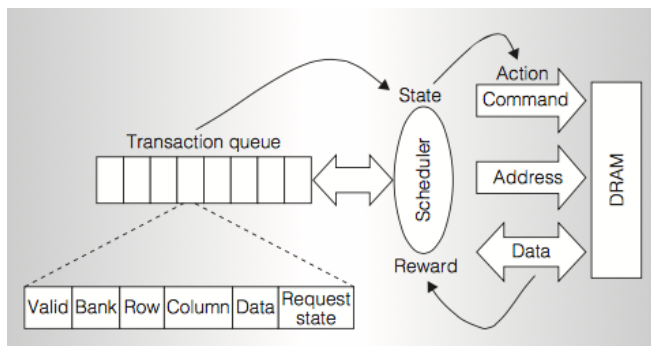 Action
State
Command
Transaction queue
Scheduler
Address
DRAM
Data
Reward
Valid Bank Row Column Data Request
state